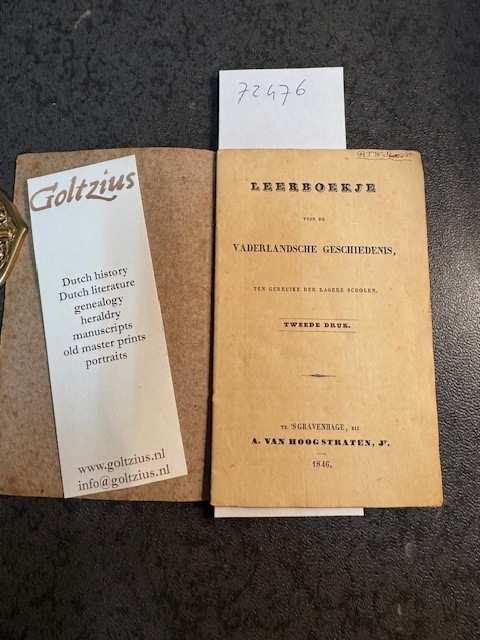 72476
Goltzius
Dutch history
Dutch literature
genealogy
heraldry
manuscripts
old master prints
portraits
www.goltzius.nl
info@goltzius.nl
LEERBOEKJE
VOOR DE
VADERLANDSCHE GESCHIEDENIS,
TEN GEBRUIKE DER LAGERE SCHOLEN.
TWEEDE DRUK.
TE 'SGRAVENHAGE, BIJ
A. VAN HOOGSTRATEN, Jr.
1846.